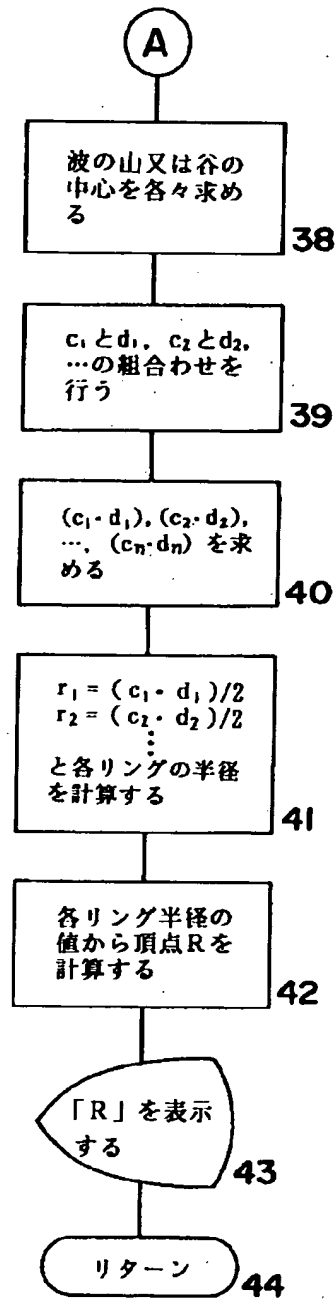 A
波の山又は谷の
中心を各々求め
る
38
c₁とd₁, c₂とd₂,
…の組合わせを
行う
39
(c₁-d₁),(c₂-d₂),
…, (cn-dn) を求
める
40
r₁=(c₁-d₁)/2
r₂=(c₂-d₂)/2
⋮
と各リングの半径
を計算する
41
各リング半径の
値から頂点Rを
計算する
42
「R」を表示
する
43
リターン
44